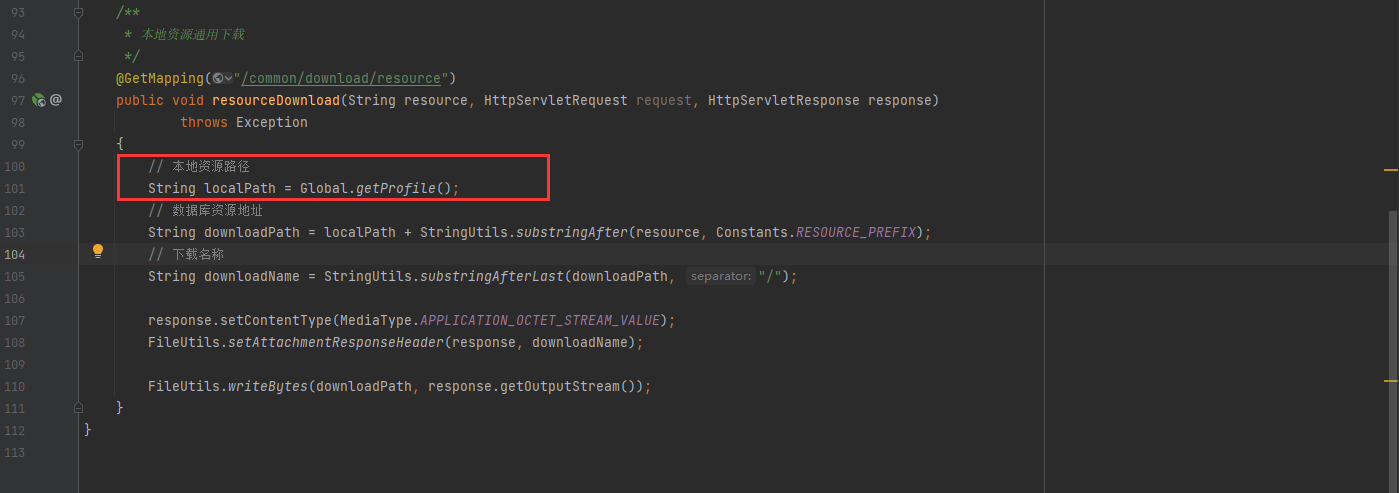 93 /**
94 * 本地资源通用下载
95 */
96 @GetMapping("/common/download/resource")
97 @ public void resourceDownload(String resource, HttpServletRequest request, HttpServletResponse response)
98 throws Exception
99 {
100 // 本地资源路径
101 String localPath = Global.getProfile();
102 // 数据库资源地址
103 String downloadPath = localPath + StringUtils.substringAfter(resource, Constants.RESOURCE_PREFIX);
104 // 下载名称
105 String downloadName = StringUtils.substringAfterLast(downloadPath, separator: "/");
106
107 response.setContentType(MediaType.APPLICATION_OCTET_STREAM_VALUE);
108 FileUtils.setAttachmentResponseHeader(response, downloadName);
109
110 FileUtils.writeBytes(downloadPath, response.getOutputStream());
111 }
112 }
113